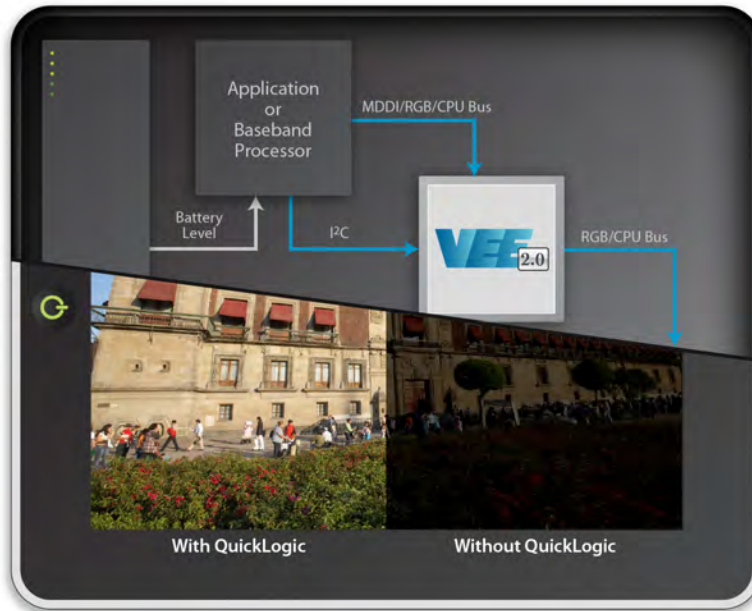 Application
or
Baseband
Processor
MDDI/RGB/CPU Bus
Battery
Level
I²C
VEE
2.0
RGB/CPU Bus
With QuickLogic
Without QuickLogic